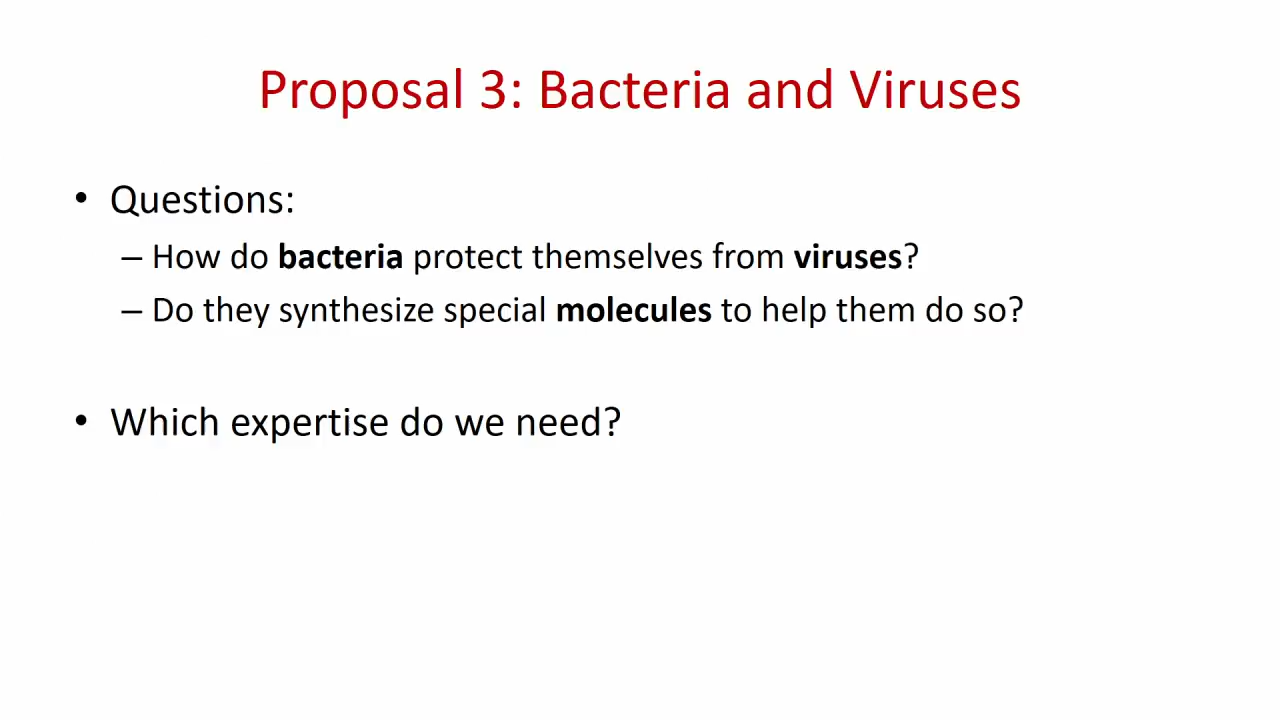 Proposal 3: Bacteria and Viruses
• Questions:
– How do bacteria protect themselves from viruses?
– Do they synthesize special molecules to help them do so?
• Which expertise do we need?